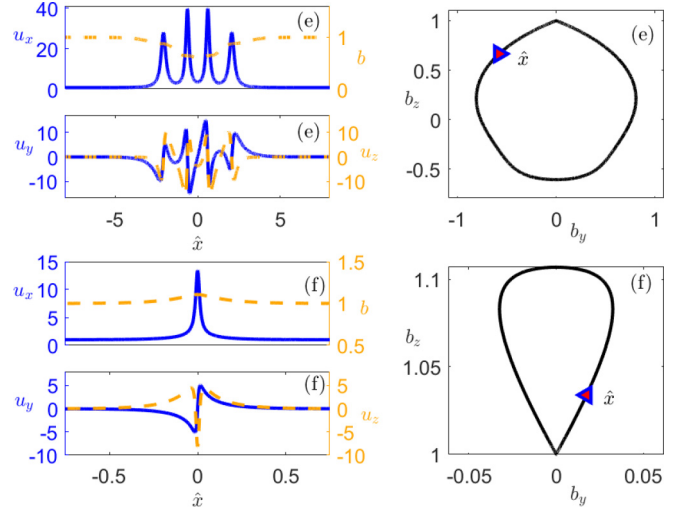 40
u_x 20
0
(e)
1
b
0
10
u_y 0
-10
(e)
10
0
-10
u_z
-5 0 5
x̂
1
0.5
b_z
0
-0.5
(e)
x̂
-1 0 1
b_y
15
u_x 10
5
0
(f)
1.5
1 b
0.5
5
u_y 0
-5
-10
(f)
5
0 u_z
-5
-10
-0.5 0 0.5
x̂
1.1
b_z
1.05
1
(f)
x̂
-0.05 0 0.05
b_y